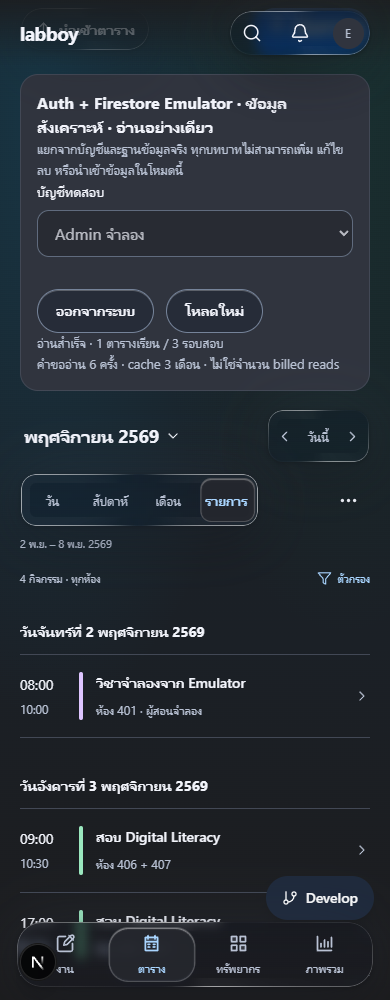 labboy
E
Auth + Firestore Emulator · ข้อมูล
สังเคราะห์ · อ่านอย่างเดียว
แยกจากบัญชีและฐานข้อมูลจริง ทุกบทบาทไม่สามารถเพิ่ม แก้ไข
ลบ หรือนำเข้าข้อมูลในโหมดนี้
บัญชีทดสอบ
Admin จำลอง
ออกจากระบบ
โหลดใหม่
อ่านสำเร็จ · 1 ตารางเรียน / 3 รอบสอบ
คำขออ่าน 6 ครั้ง · cache 3 เดือน · ไม่ใช่จำนวน billed reads
พฤศจิกายน 2569
วันนี้
วัน
สัปดาห์
เดือน
รายการ
2 พ.ย. – 8 พ.ย. 2569
4 กิจกรรม · ทุกห้อง
ตัวกรอง
วันจันทร์ที่ 2 พฤศจิกายน 2569
08:00
วิชาจำลองจาก Emulator
10:00
ห้อง 401 · ผู้สอนจำลอง
วันอังคารที่ 3 พฤศจิกายน 2569
09:00
สอบ Digital Literacy
10:30
ห้อง 406 + 407
Develop
17:00
สอบ Digital Literacy
N
งาน
ตาราง
ทรัพยากร
ภาพรวม